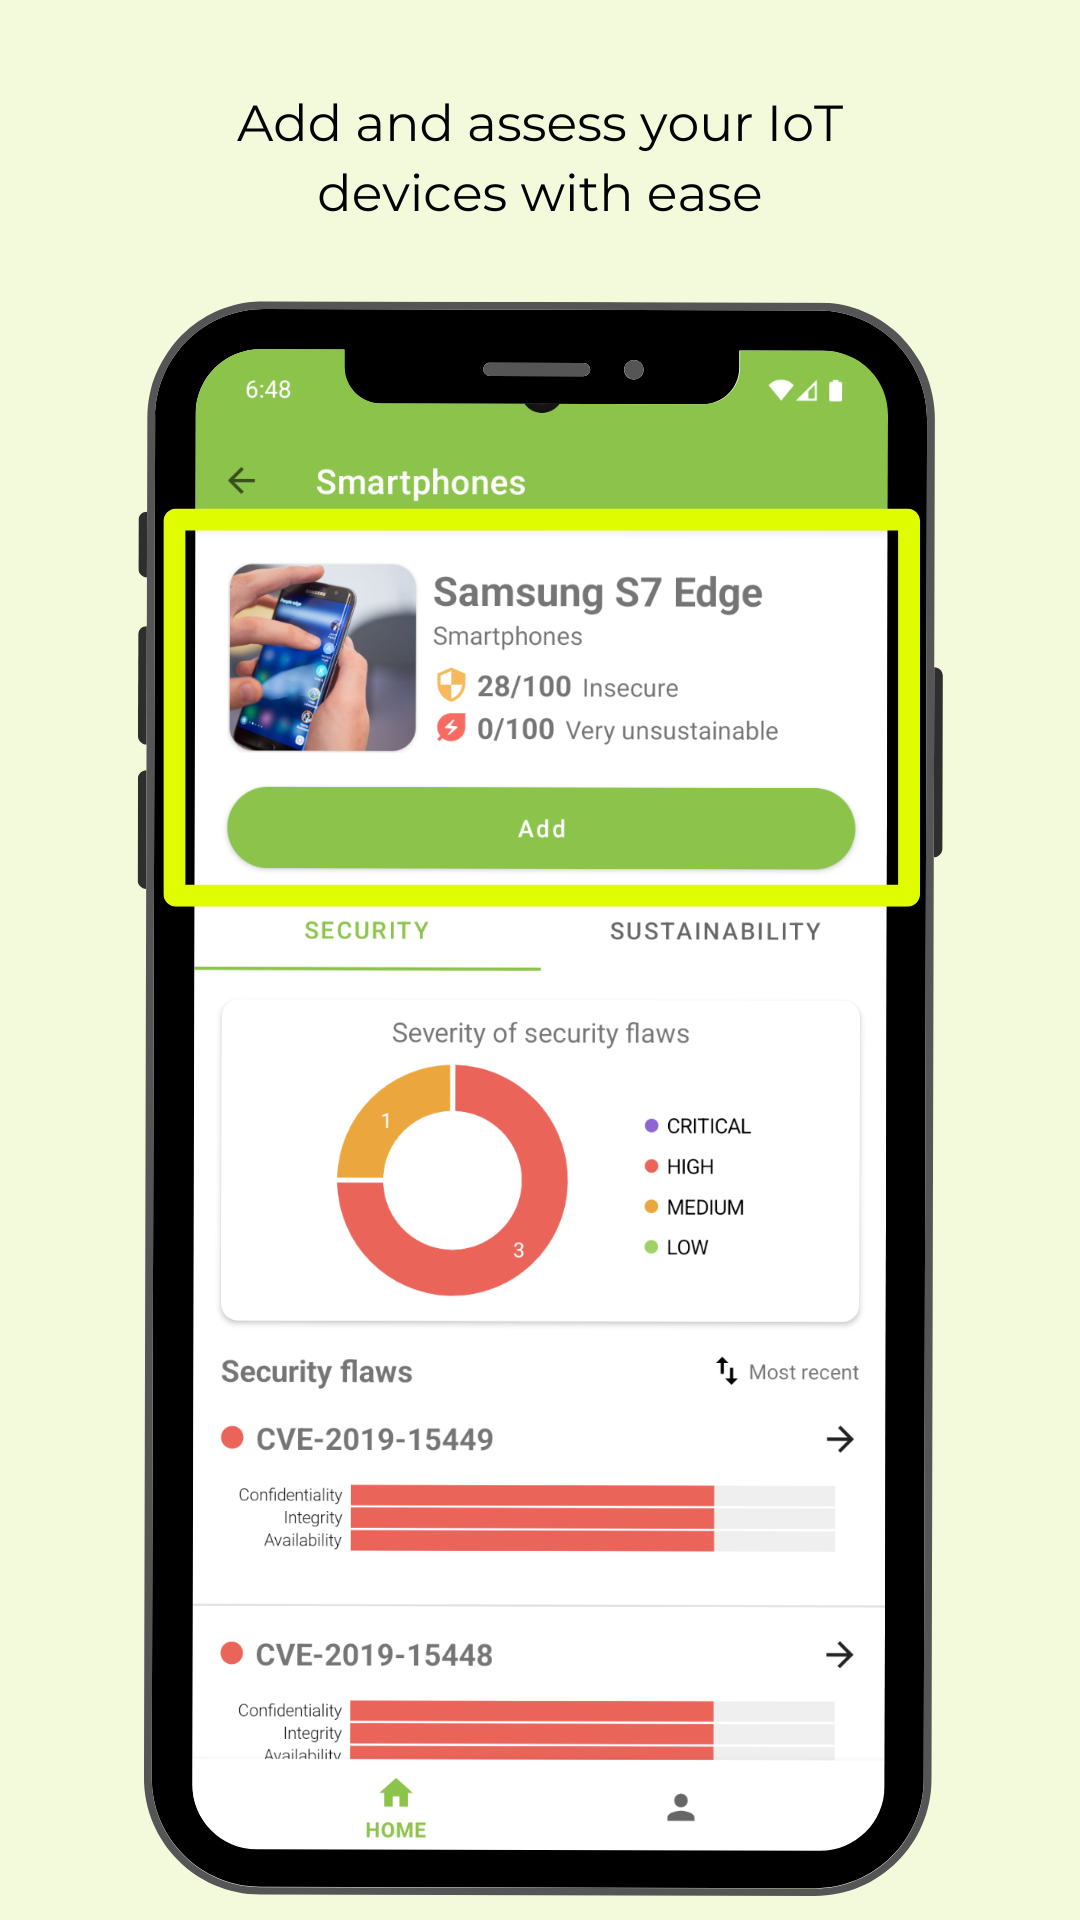 Add and assess your IoT
devices with ease
6:48
Smartphones
Samsung S7 Edge
Smartphones
28/100 Insecure
0/100 Very unsustainable
Add
SECURITY
SUSTAINABILITY
Severity of security flaws
1
3
CRITICAL
HIGH
MEDIUM
LOW
Security flaws
Most recent
CVE-2019-15449
Confidentiality
Integrity
Availability
CVE-2019-15448
Confidentiality
Integrity
Availability
HOME